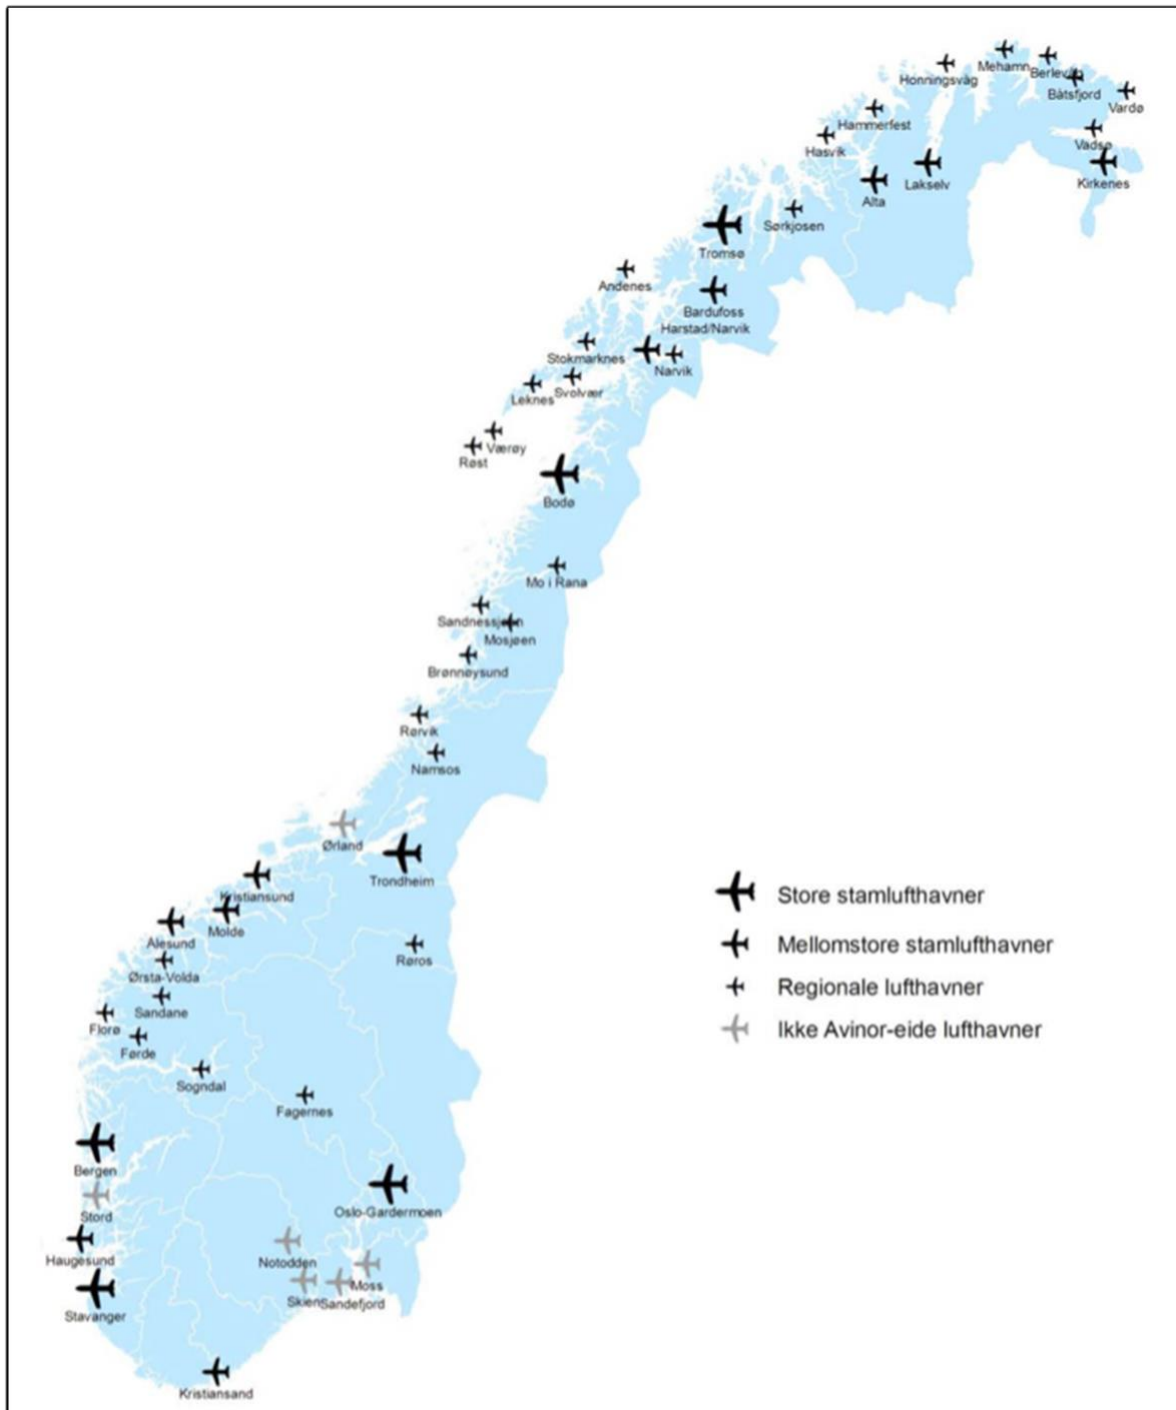 Mehamn
Berlevåg
Honningsvåg
Båtsfjord
Vardø
Hammerfest
Vadsø
Hasvik
Kirkenes
Lakselv
Alta
Sørkjosen
Tromsø
Andenes
Bardufoss
Harstad/Narvik
Stokmarknes
Narvik
Svolvær
Leknes
Værøy
Røst
Bodø
Mo i Rana
Sandnessjøen
Mosjøen
Brønnøysund
Rørvik
Namsos
Ørland
Trondheim
Kristiansund
Store stamlufthavner
Molde
Ålesund
Mellomstore stamlufthavner
Røros
Ørsta-Volda
Regionale lufthavner
Sandane
Florø
Ikke Avinor-eide lufthavner
Førde
Sogndal
Fagernes
Bergen
Oslo-Gardermoen
Stord
Haugesund
Notodden
Moss
Skien
Sandefjord
Stavanger
Kristiansand